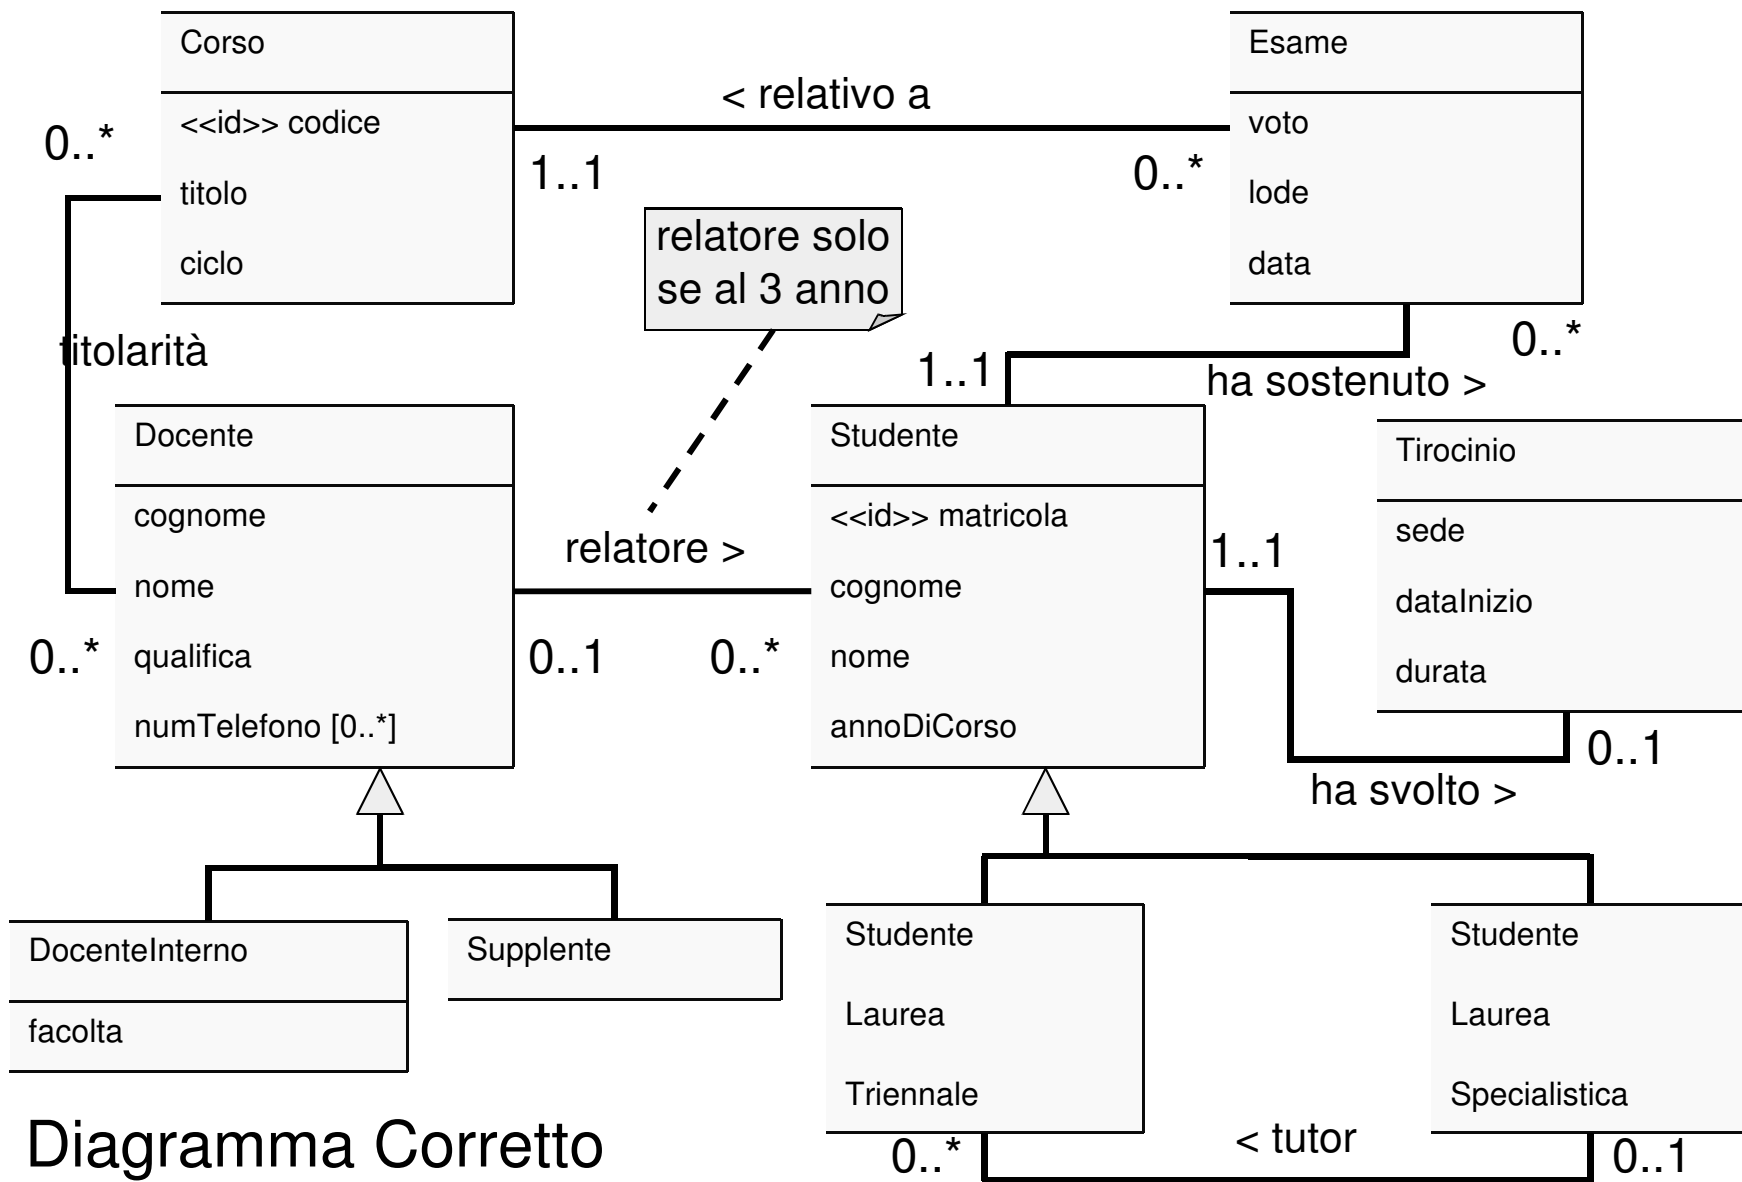 Corso
<<id>> codice
titolo
ciclo
0..*
1..1
< relativo a
0..*
Esame
voto
lode
data
relatore solo
se al 3 anno
titolarità
1..1
ha sostenuto >
0..*
Docente
cognome
nome
qualifica
numTelefono [0..*]
0..*
relatore >
0..1
0..*
Studente
<<id>> matricola
cognome
nome
annoDiCorso
1..1
Tirocinio
sede
dataInizio
durata
0..1
ha svolto >
DocenteInterno
facolta
Supplente
Studente
Laurea
Triennale
Studente
Laurea
Specialistica
Diagramma Corretto
0..*
< tutor
0..1